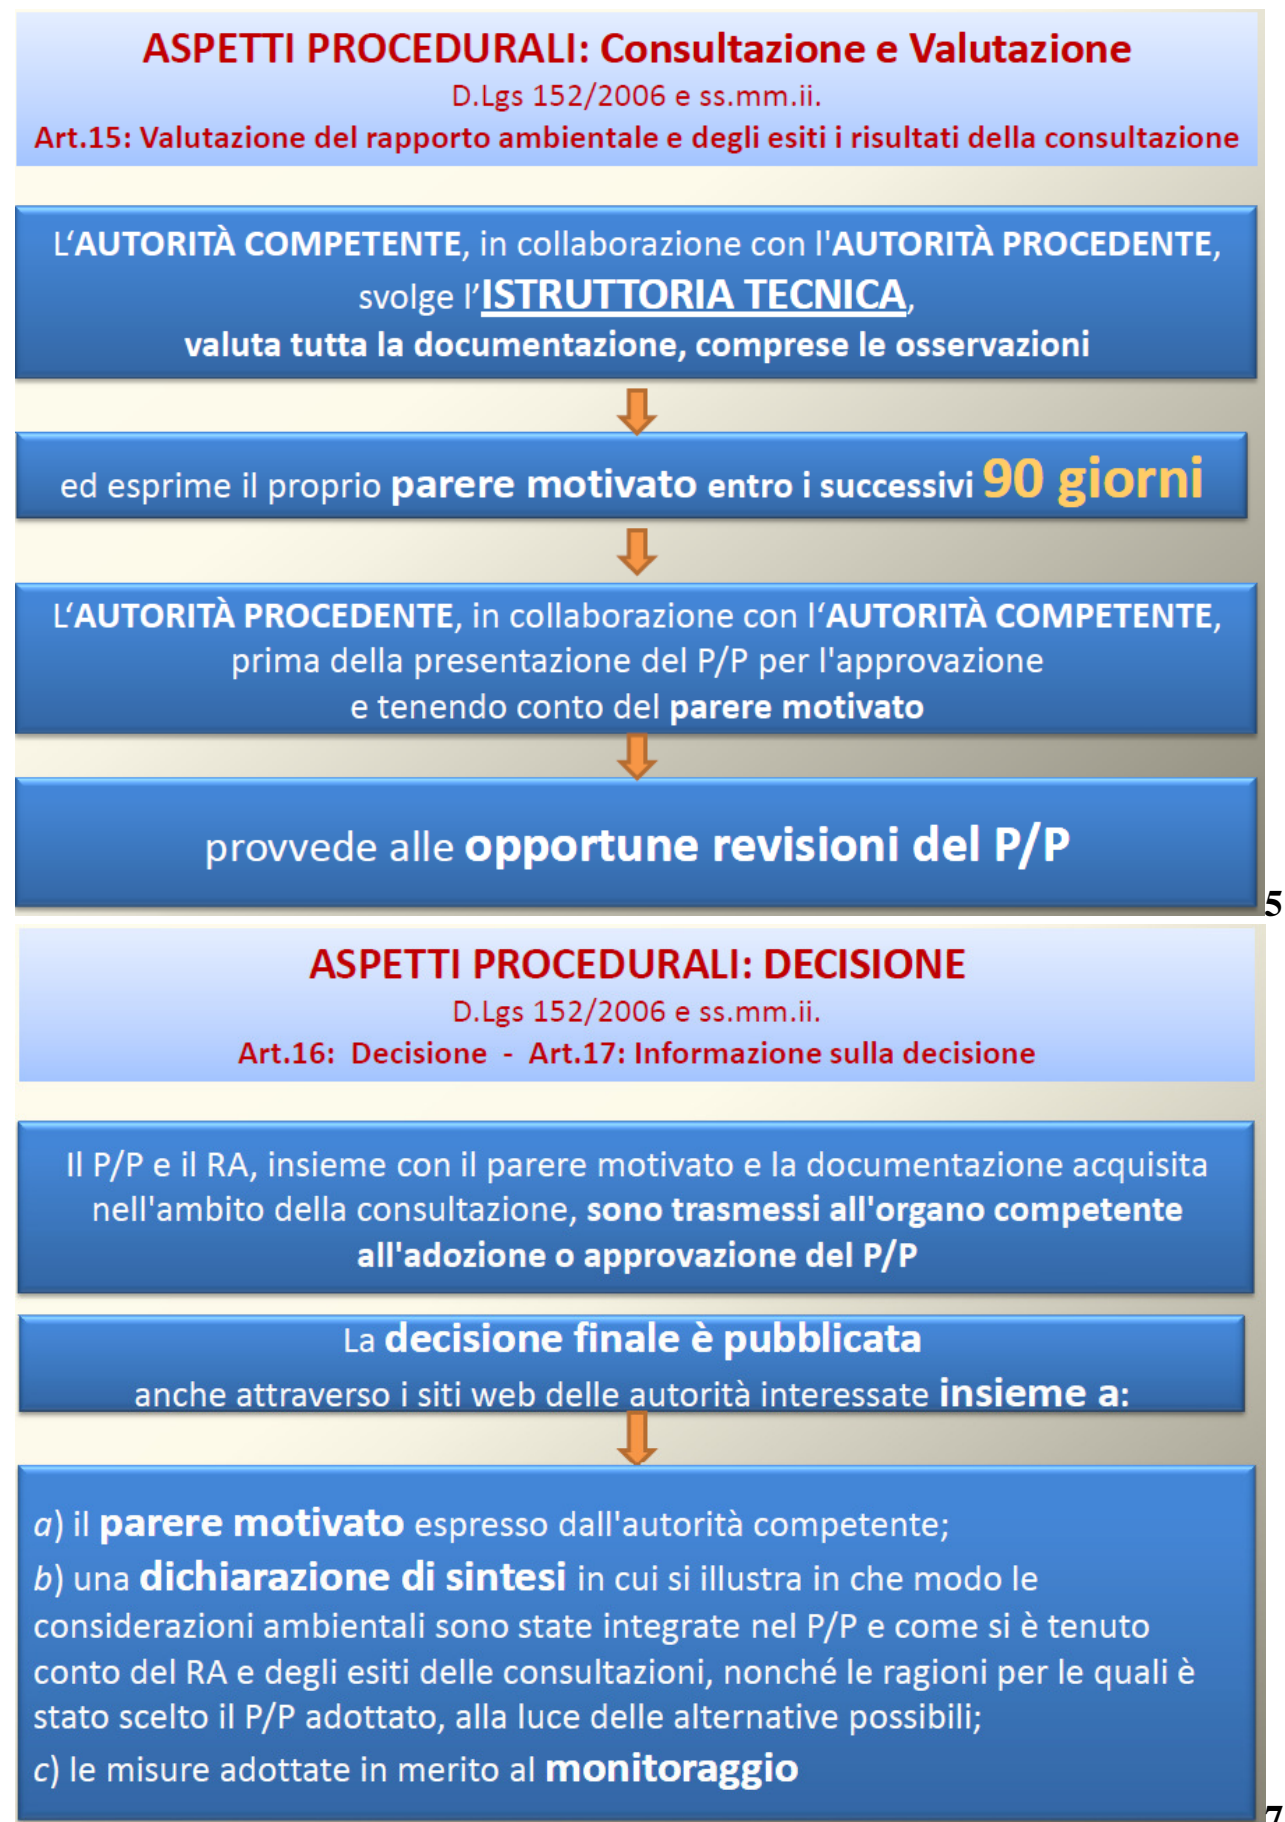 ASPETTI PROCEDURALI: Consultazione e Valutazione
D.Lgs 152/2006 e ss.mm.ii.
Art.15: Valutazione del rapporto ambientale e degli esiti i risultati della consultazione
L‘AUTORITÀ COMPETENTE, in collaborazione con l'AUTORITÀ PROCEDENTE,
svolge l’ISTRUTTORIA TECNICA,
valuta tutta la documentazione, comprese le osservazioni
ed esprime il proprio parere motivato entro i successivi 90 giorni
L‘AUTORITÀ PROCEDENTE, in collaborazione con l‘AUTORITÀ COMPETENTE,
prima della presentazione del P/P per l'approvazione
e tenendo conto del parere motivato
provvede alle opportune revisioni del P/P
5
ASPETTI PROCEDURALI: DECISIONE
D.Lgs 152/2006 e ss.mm.ii.
Art.16: Decisione - Art.17: Informazione sulla decisione
Il P/P e il RA, insieme con il parere motivato e la documentazione acquisita
nell'ambito della consultazione, sono trasmessi all'organo competente
all'adozione o approvazione del P/P
La decisione finale è pubblicata
anche attraverso i siti web delle autorità interessate insieme a:
a) il parere motivato espresso dall'autorità competente;
b) una dichiarazione di sintesi in cui si illustra in che modo le
considerazioni ambientali sono state integrate nel P/P e come si è tenuto
conto del RA e degli esiti delle consultazioni, nonché le ragioni per le quali è
stato scelto il P/P adottato, alla luce delle alternative possibili;
c) le misure adottate in merito al monitoraggio
7